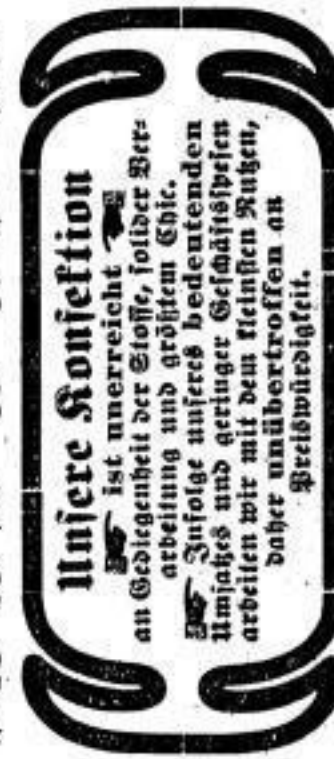 Unsere Konfektion
☛ ist unerreicht ☚
an Gediegenheit der Stoffe, solider Ver-
arbeitung und größtem Chic.
☛ Infolge unseres bedeutenden
Umsatzes und geringer Geschäftsspesen
arbeiten wir mit dem kleinsten Nutzen,
daher unübertroffen an
Preiswürdigkeit.